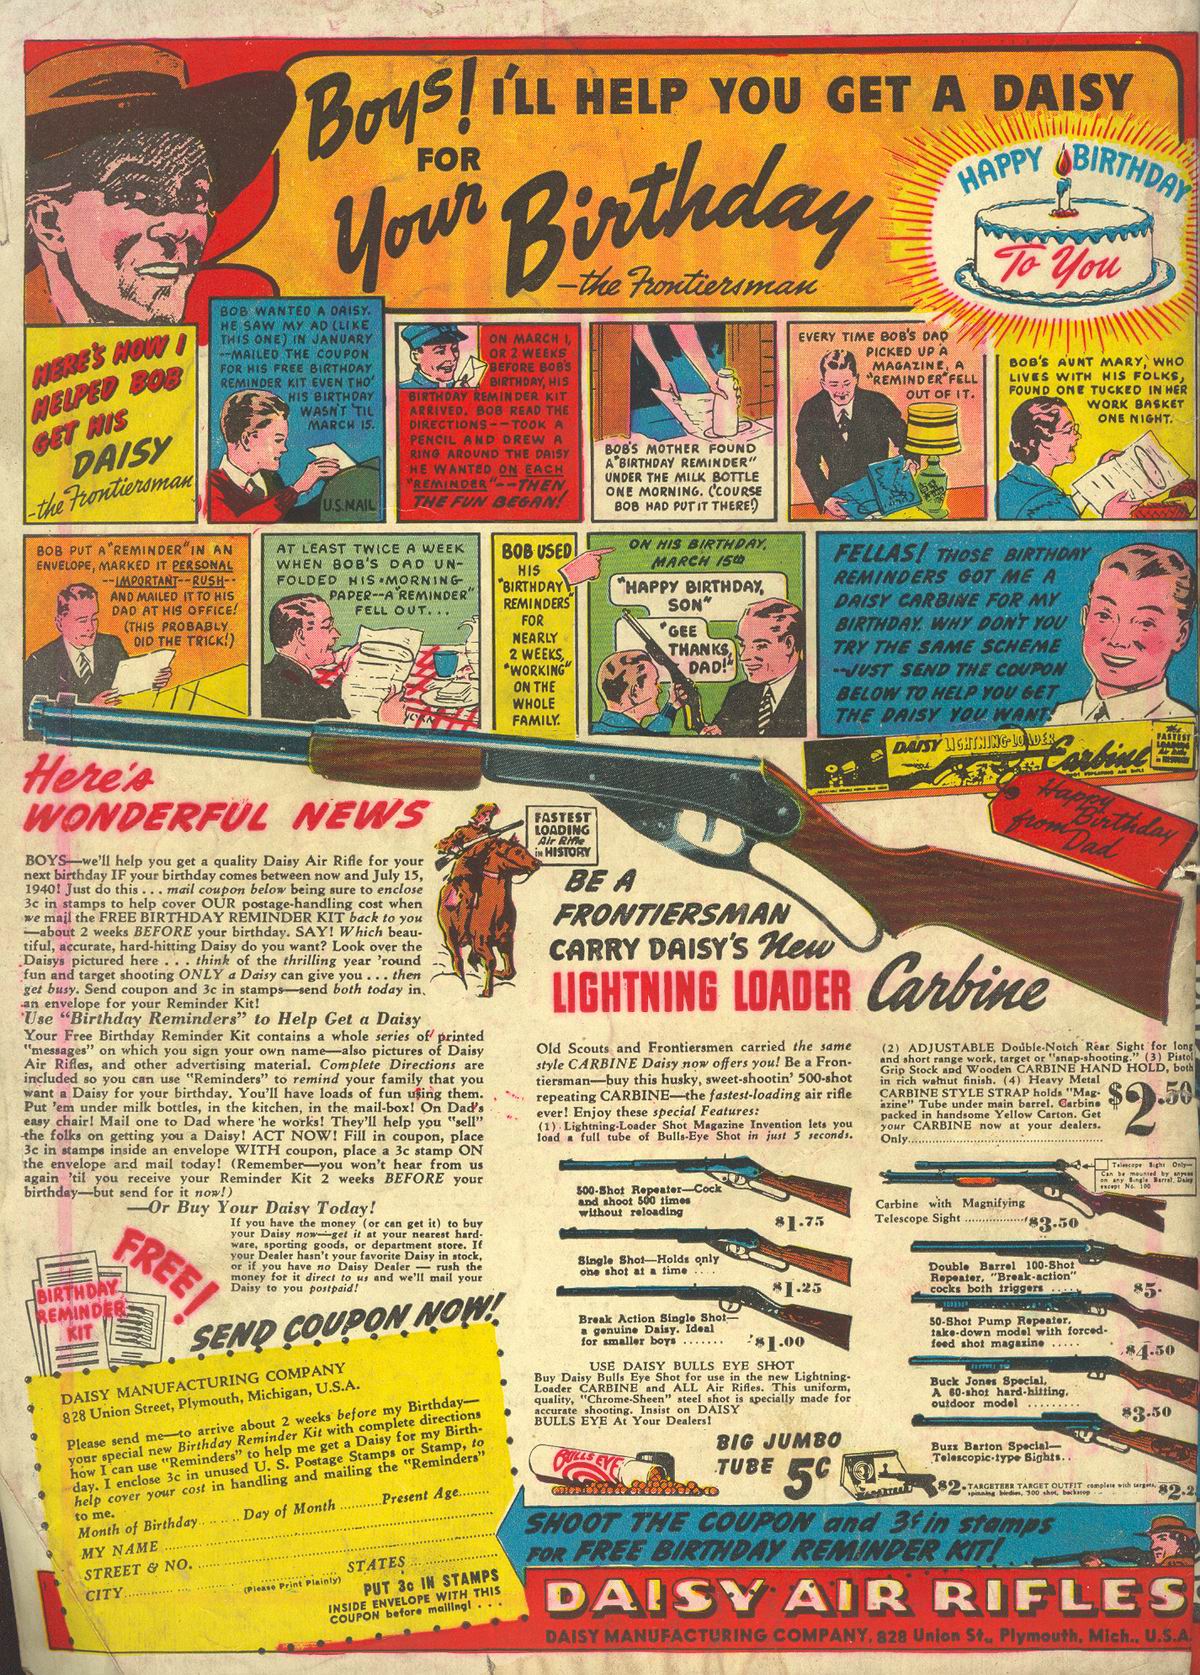 Boys! I'LL HELP YOU GET A DAISY
FOR
Your Birthday
—the Frontiersman
HAPPY BIRTHDAY
To You
HERE'S HOW I
HELPED BOB
GET HIS
DAISY
-the Frontiersman
BOB WANTED A DAISY.
HE SAW MY AD (LIKE
THIS ONE) IN JANUARY
--MAILED THE COUPON
FOR HIS FREE BIRTHDAY
REMINDER KIT EVEN THO'
HIS BIRTHDAY
WASN'T 'TIL
MARCH 15.
U.S. MAIL
ON MARCH 1,
OR 2 WEEKS
BEFORE BOB'S
BIRTHDAY, HIS
BIRTHDAY REMINDER KIT
ARRIVED. BOB READ THE
DIRECTIONS--TOOK A
PENCIL AND DREW A
RING AROUND THE DAISY
HE WANTED ON EACH
"REMINDER"--THEN
THE FUN BEGAN!
BOB'S MOTHER FOUND
A "BIRTHDAY REMINDER"
UNDER THE MILK BOTTLE
ONE MORNING. ('COURSE
BOB HAD PUT IT THERE!)
EVERY TIME BOB'S DAD
PICKED UP A
MAGAZINE, A
"REMINDER" FELL
OUT OF IT.
BOB'S AUNT MARY, WHO
LIVES WITH HIS FOLKS,
FOUND ONE TUCKED IN HER
WORK BASKET
ONE NIGHT.
BOB PUT A "REMINDER" IN AN
ENVELOPE, MARKED IT PERSONAL
--IMPORTANT--RUSH--
AND MAILED IT TO HIS
DAD AT HIS OFFICE!
(THIS PROBABLY
DID THE TRICK!)
AT LEAST TWICE A WEEK
WHEN BOB'S DAD UN-
FOLDED HIS MORNING
PAPER--A "REMINDER"
FELL OUT...
BOB USED
HIS
"BIRTHDAY
REMINDERS"
FOR
NEARLY
2 WEEKS,
"WORKING"
ON THE
WHOLE
FAMILY.
ON HIS BIRTHDAY,
MARCH 15TH
"HAPPY BIRTHDAY,
SON"
"GEE
THANKS,
DAD!"
FELLAS! THOSE BIRTHDAY
REMINDERS GOT ME A
DAISY CARBINE FOR MY
BIRTHDAY. WHY DON'T YOU
TRY THE SAME SCHEME
--JUST SEND THE COUPON
BELOW TO HELP YOU GET
THE DAISY YOU WANT!
DAISY LIGHTNING-LOADER Carbine
The FASTEST LOADING Air Rifle in HISTORY
Happy
Birthday
from
Dad
Here's
WONDERFUL NEWS
BOYS—we'll help you get a quality Daisy Air Rifle for your
next birthday IF your birthday comes between now and July 15,
1940! Just do this . . . mail coupon below being sure to enclose
3c in stamps to help cover OUR postage-handling cost when
we mail the FREE BIRTHDAY REMINDER KIT back to you
—about 2 weeks BEFORE your birthday. SAY! Which beau-
tiful, accurate, hard-hitting Daisy do you want? Look over the
Daisys pictured here . . . think of the thrilling year 'round
fun and target shooting ONLY a Daisy can give you . . . then
get busy. Send coupon and 3c in stamps—send both today in
an envelope for your Reminder Kit!
Use "Birthday Reminders" to Help Get a Daisy
Your Free Birthday Reminder Kit contains a whole series of printed
"messages" on which you sign your own name—also pictures of Daisy
Air Rifles, and other advertising material. Complete Directions are
included so you can use "Reminders" to remind your family that you
want a Daisy for your birthday. You'll have loads of fun using them.
Put 'em under milk bottles, in the kitchen, in the mail-box! On Dad's
easy chair! Mail one to Dad where he works! They'll help you "sell"
the folks on getting you a Daisy! ACT NOW! Fill in coupon, place
3c in stamps inside an envelope WITH coupon, place a 3c stamp ON
the envelope and mail today! (Remember—you won't hear from us
again 'til you receive your Reminder Kit 2 weeks BEFORE your
birthday—but send for it now!)
—Or Buy Your Daisy Today!
If you have the money (or can get it) to buy
your Daisy now—get it at your nearest hard-
ware, sporting goods, or department store. If
your Dealer hasn't your favorite Daisy in stock,
or if you have no Daisy Dealer — rush the
money for it direct to us and we'll mail your
Daisy to you postpaid!
FREE!
BIRTHDAY
REMINDER
KIT
SEND COUPON NOW!
DAISY MANUFACTURING COMPANY
828 Union Street, Plymouth, Michigan, U.S.A.
Please send me—to arrive about 2 weeks before my Birthday—
your special new Birthday Reminder Kit with complete directions
how I can use "Reminders" to help me get a Daisy for my Birth-
day. I enclose 3c in unused U. S. Postage Stamps or Stamp, to
help cover your cost in handling and mailing the "Reminders"
to me.
Month of Birthday........ Day of Month..........Present Age........
MY NAME
STREET & NO.
CITY STATES
(Please Print Plainly)
PUT 3c IN STAMPS
INSIDE ENVELOPE WITH THIS
COUPON before mailing! . . .
FASTEST
LOADING
Air Rifle
in HISTORY
BE A
FRONTIERSMAN
CARRY DAISY'S New
LIGHTNING LOADER Carbine
Old Scouts and Frontiersmen carried the same
style CARBINE Daisy now offers you! Be a Fron-
tiersman—buy this husky, sweet-shootin' 500-shot
repeating CARBINE—the fastest-loading air rifle
ever! Enjoy these special Features:
(1) Lightning-Loader Shot Magazine Invention lets you
load a full tube of Bulls-Eye Shot in just 5 seconds.
(2) ADJUSTABLE Double-Notch Rear Sight for long
and short range work, target or "snap-shooting." (3) Pistol
Grip Stock and Wooden CARBINE HAND HOLD, both
in rich walnut finish. (4) Heavy Metal
CARBINE STYLE STRAP holds "Mag-
azine" Tube under main barrel. Carbine
packed in handsome Yellow Carton. Get
your CARBINE now at your dealers.
Only........................................
$2.50
500-Shot Repeater—Cock
and shoot 500 times
without reloading
$1.75
Single Shot—Holds only
one shot at a time ....
$1.25
Break Action Single Shot—
a genuine Daisy. Ideal
for smaller boys .......
$1.00
Telescope Sight Only—
Can be mounted by anyone
on any Single Barrel Daisy
except No. 100
Carbine with Magnifying
Telescope Sight ............... $3.50
Double Barrel 100-Shot
Repeater, "Break-action"
cocks both triggers ....
$5.
50-Shot Pump Repeater,
take-down model with forced-
feed shot magazine .....
$4.50
Buck Jones Special,
A 60-shot hard-hitting,
outdoor model ........
$3.50
Buzz Barton Special—
Telescopic-type Sights..
$2.
USE DAISY BULLS EYE SHOT
Buy Daisy Bulls Eye Shot for use in the new Lightning-
Loader CARBINE and ALL Air Rifles. This uniform,
quality, "Chrome-Sheen" steel shot is specially made for
accurate shooting. Insist on DAISY
BULLS EYE At Your Dealers!
BULLS EYE
BIG JUMBO
TUBE 5¢
TARGETEER TARGET OUTFIT complete with targets,
spinning birdies, 500 shot, backstop
$2.2
SHOOT THE COUPON and 3¢ in stamps
FOR FREE BIRTHDAY REMINDER KIT!
DAISY AIR RIFLES
DAISY MANUFACTURING COMPANY, 828 Union St., Plymouth, Mich., U.S.A.